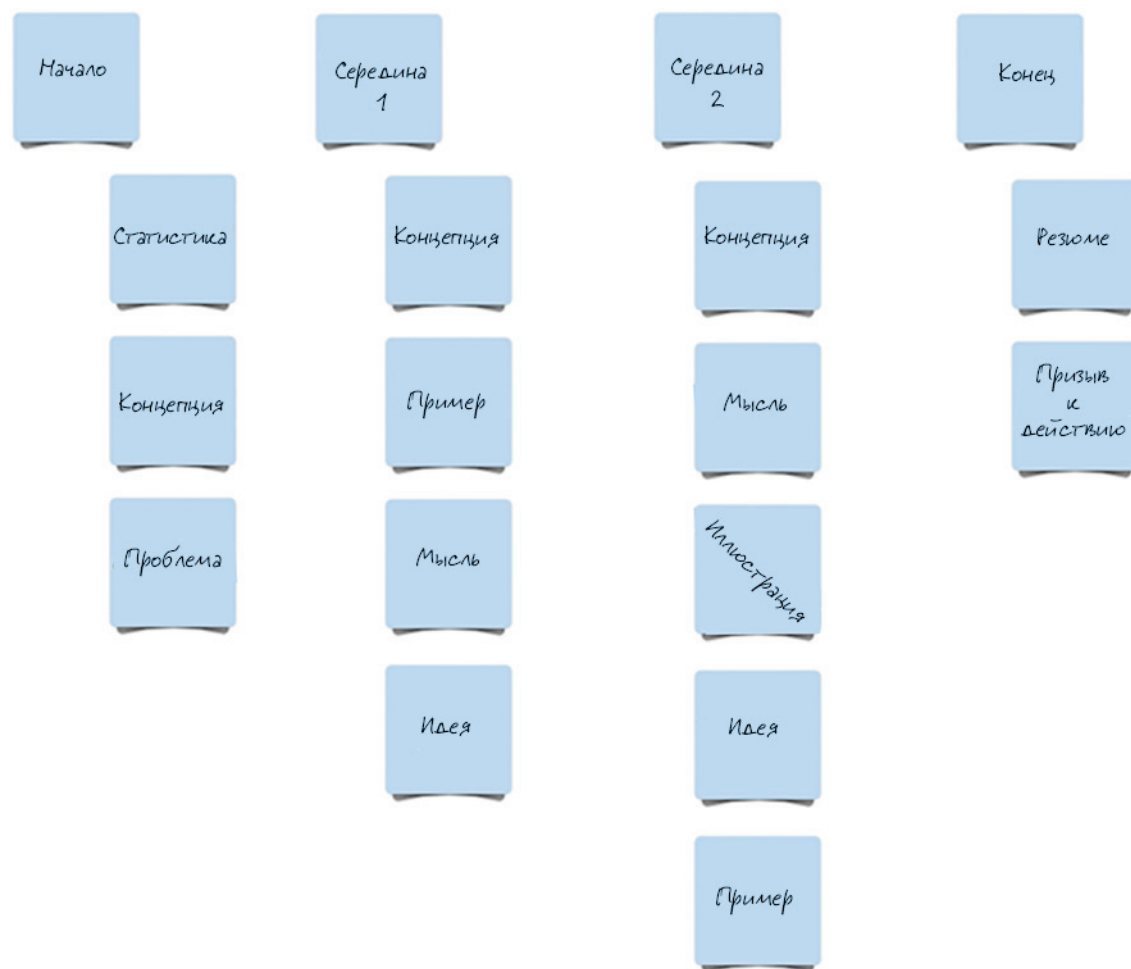 Начало
Статистика
Концепция
Проблема
Середина
1
Концепция
Пример
Мысль
Идея
Середина
2
Концепция
Мысль
Иллюстрация
Идея
Пример
Конец
Резюме
Призыв
к
действию